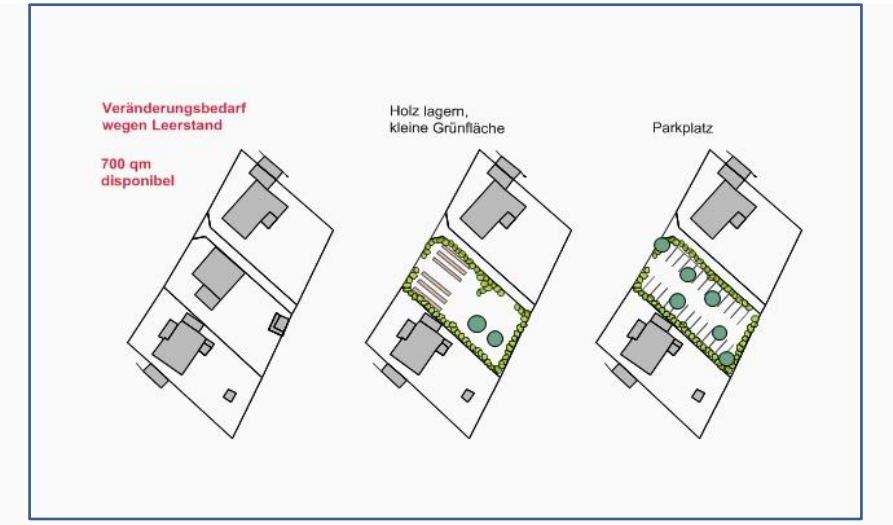 Veränderungsbedarf
wegen Leerstand
700 qm
disponibel
Holz lagern,
kleine Grünfläche
Parkplatz